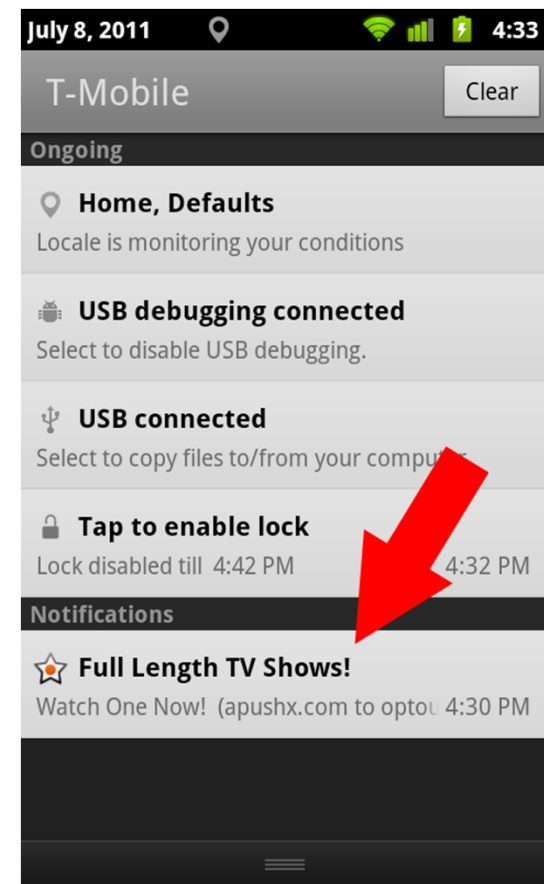 July 8, 2011 4:33
T-Mobile Clear
Ongoing
Home, Defaults
Locale is monitoring your conditions
USB debugging connected
Select to disable USB debugging.
USB connected
Select to copy files to/from your computer
Tap to enable lock
Lock disabled till 4:42 PM 4:32 PM
Notifications
Full Length TV Shows!
Watch One Now! (apushx.com to optou 4:30 PM